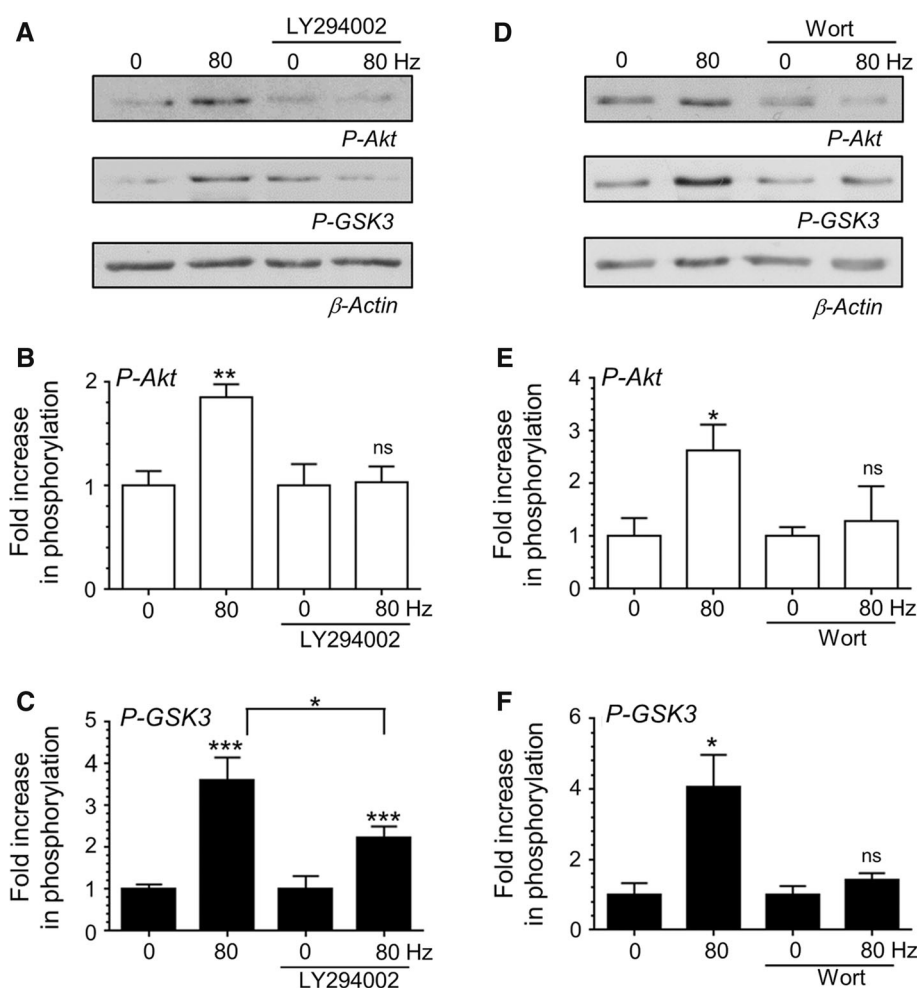 A
LY294002
0 80 0 80 Hz
P-Akt
P-GSK3
β-Actin
D
Wort
0 80 0 80 Hz
P-Akt
P-GSK3
β-Actin
B
P-Akt
Fold increase
in phosphorylation
2
1
0
**
ns
0 80 0 80 Hz
LY294002
E
P-Akt
Fold increase
in phosphorylation
4
3
2
1
0
*
ns
0 80 0 80 Hz
Wort
C
P-GSK3
Fold increase
in phosphorylation
5
4
3
2
1
0
***
*
***
0 80 0 80 Hz
LY294002
F
P-GSK3
Fold increase
in phosphorylation
6
4
2
0
*
ns
0 80 0 80 Hz
Wort